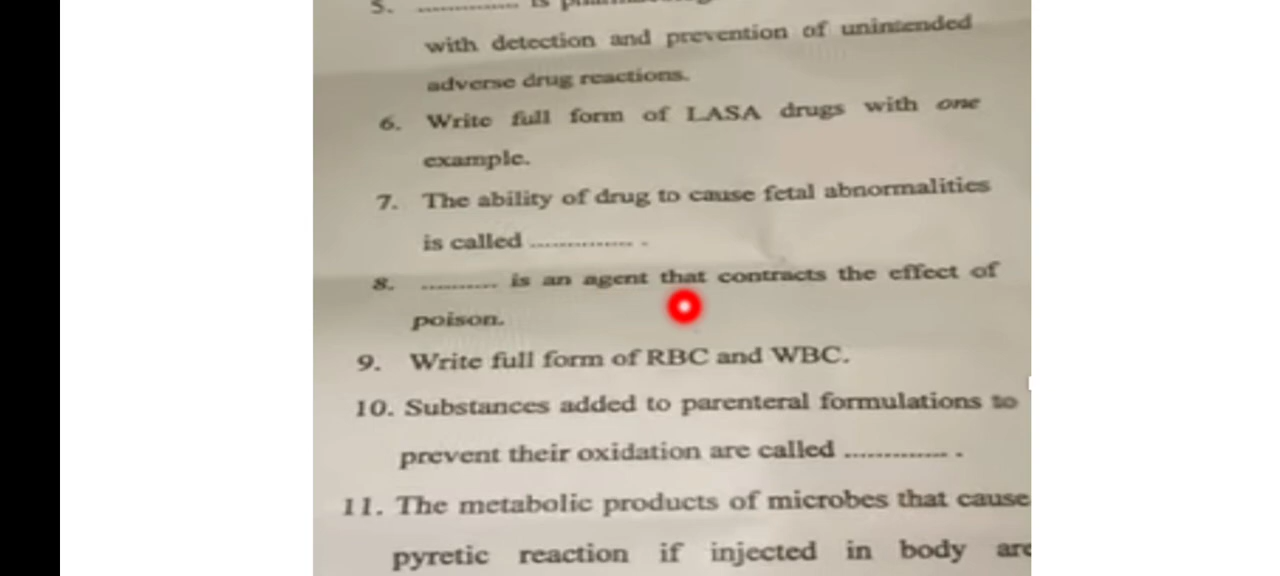 5. .............. is
with detection and prevention of unintended
adverse drug reactions.
6. Write full form of LASA drugs with one
example.
7. The ability of drug to cause fetal abnormalities
is called .............. .
8. .......... is an agent that contracts the effect of
poison.
9. Write full form of RBC and WBC.
10. Substances added to parenteral formulations to
prevent their oxidation are called .............. .
11. The metabolic products of microbes that cause
pyretic reaction if injected in body are